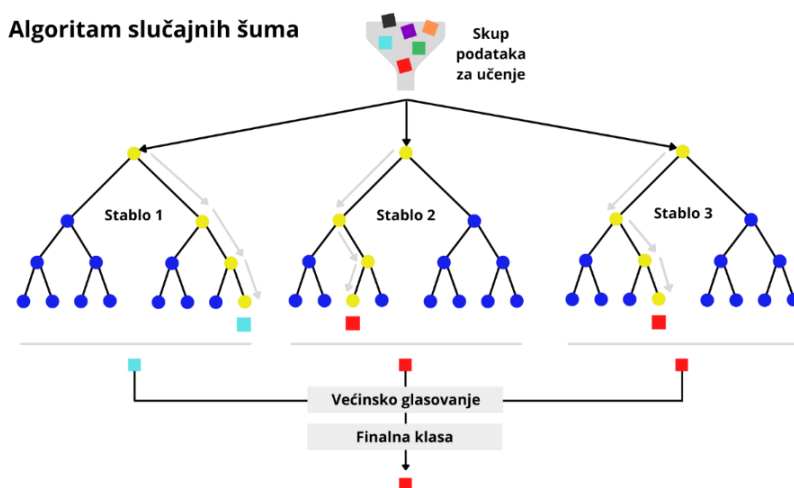 Algoritam slučajnih šuma
Skup
podataka
za učenje
Stablo 1
Stablo 2
Stablo 3
Većinsko glasovanje
Finalna klasa